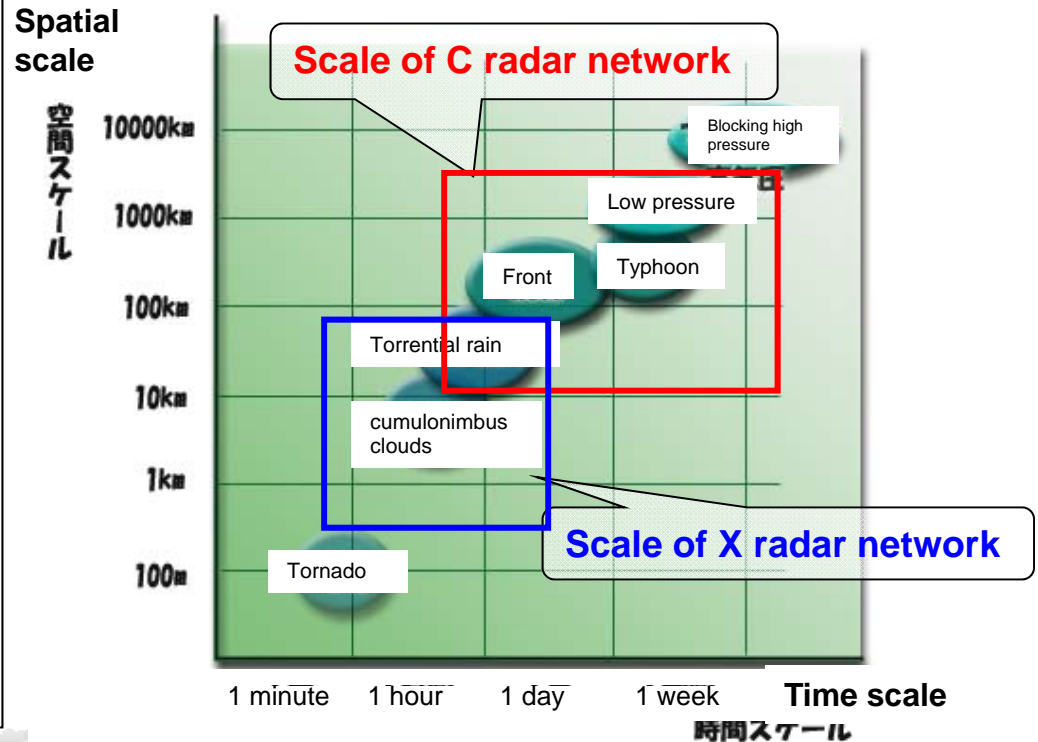 Spatial
scale
Scale of C radar network
空間スケール
10000km
Blocking high
pressure
1000km
Low pressure
Front
Typhoon
100km
Torrential rain
10km
cumulonimbus
clouds
1km
Scale of X radar network
100m
Tornado
1 minute
1 hour
1 day
1 week
Time scale
時間スケール